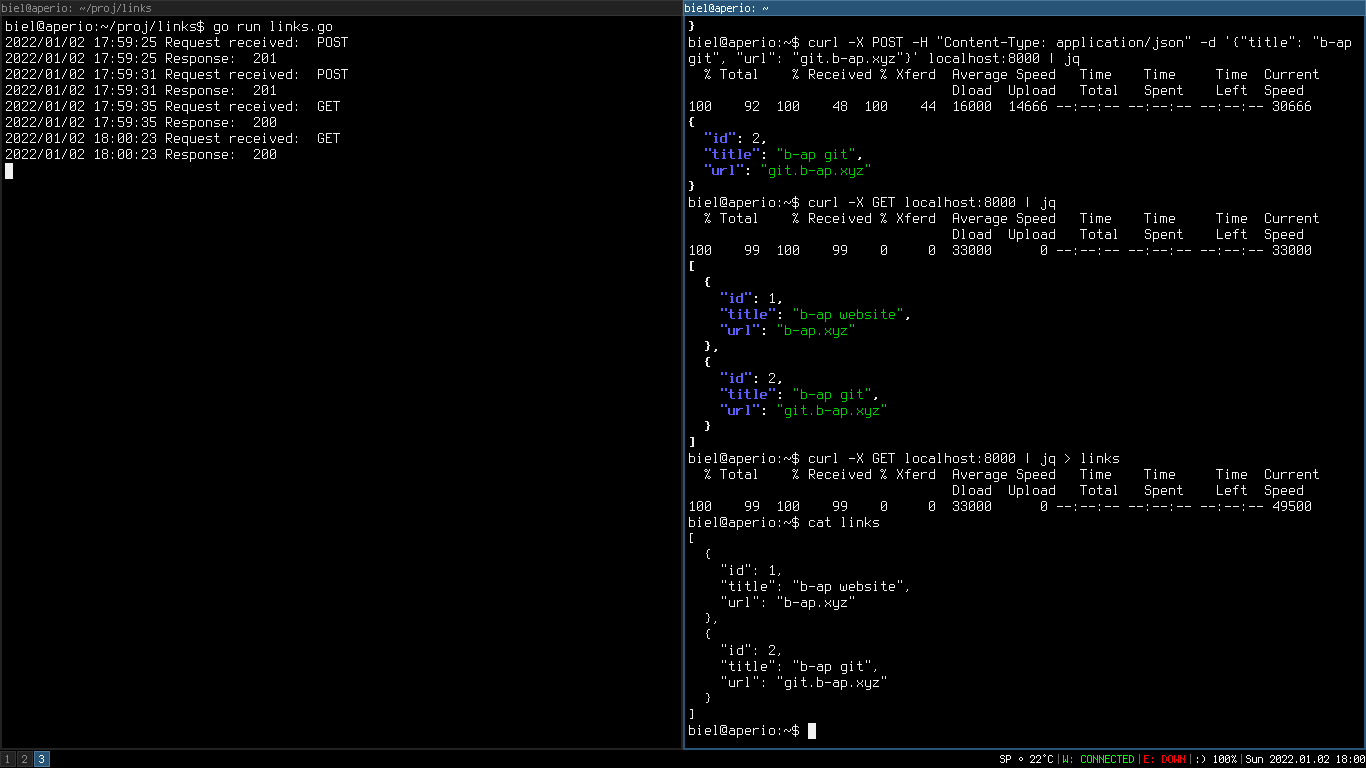 biel@aperio: ~/proj/links
biel@aperio:~/proj/links$ go run links.go
2022/01/02 17:59:25 Request received:  POST
2022/01/02 17:59:25 Response:  201
2022/01/02 17:59:31 Request received:  POST
2022/01/02 17:59:31 Response:  201
2022/01/02 17:59:35 Request received:  GET
2022/01/02 17:59:35 Response:  200
2022/01/02 18:00:23 Request received:  GET
2022/01/02 18:00:23 Response:  200
biel@aperio: ~
}
biel@aperio:~$ curl -X POST -H "Content-Type: application/json" -d '{"title": "b-ap
git", "url": "git.b-ap.xyz"}' localhost:8000 | jq
  % Total    % Received % Xferd  Average Speed   Time    Time     Time  Current
                                 Dload  Upload   Total   Spent    Left  Speed
100    92  100    48  100    44  16000  14666 --:--:-- --:--:-- --:--:-- 30666
{
  "id": 2,
  "title": "b-ap git",
  "url": "git.b-ap.xyz"
}
biel@aperio:~$ curl -X GET localhost:8000 | jq
  % Total    % Received % Xferd  Average Speed   Time    Time     Time  Current
                                 Dload  Upload   Total   Spent    Left  Speed
100    99  100    99    0     0  33000      0 --:--:-- --:--:-- --:--:-- 33000
[
  {
    "id": 1,
    "title": "b-ap website",
    "url": "b-ap.xyz"
  },
  {
    "id": 2,
    "title": "b-ap git",
    "url": "git.b-ap.xyz"
  }
]
biel@aperio:~$ curl -X GET localhost:8000 | jq > links
  % Total    % Received % Xferd  Average Speed   Time    Time     Time  Current
                                 Dload  Upload   Total   Spent    Left  Speed
100    99  100    99    0     0  33000      0 --:--:-- --:--:-- --:--:-- 49500
biel@aperio:~$ cat links
[
  {
    "id": 1,
    "title": "b-ap website",
    "url": "b-ap.xyz"
  },
  {
    "id": 2,
    "title": "b-ap git",
    "url": "git.b-ap.xyz"
  }
]
biel@aperio:~$
1 2 3
SP ∘ 22°C|W: CONNECTED|E: DOWN|:) 100%|Sun 2022.01.02 18:00